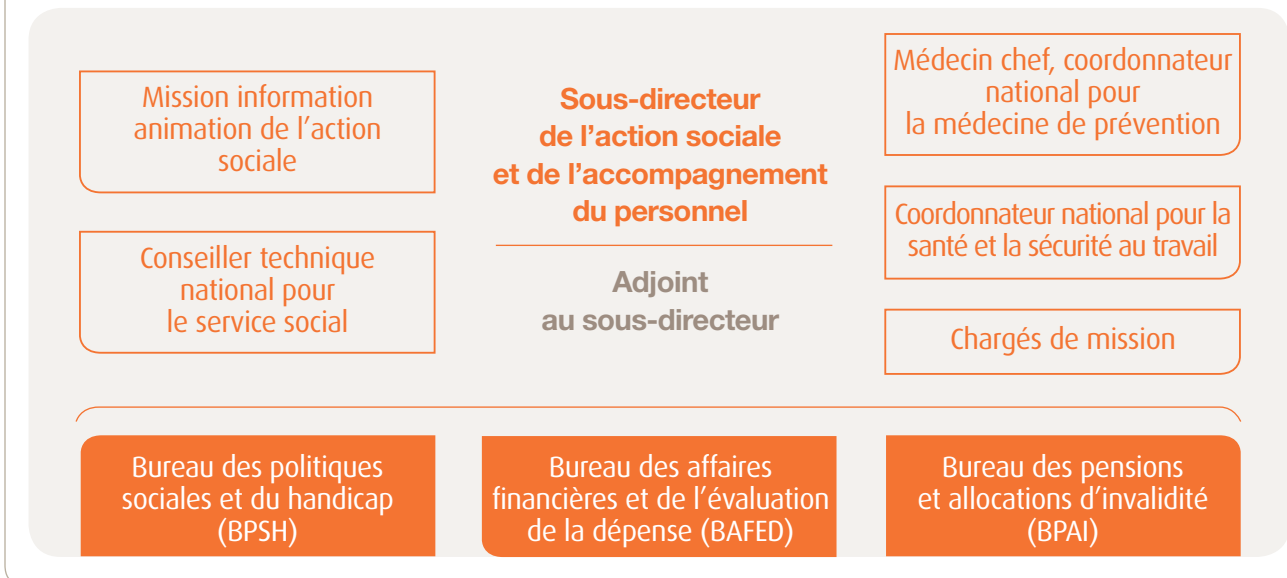 Mission information
animation de l’action
sociale
Conseiller technique
national pour
le service social
Sous-directeur
de l’action sociale
et de l’accompagnement
du personnel
Adjoint
au sous-directeur
Médecin chef, coordonnateur
national pour
la médecine de prévention
Coordonnateur national pour la
santé et la sécurité au travail
Chargés de mission
Bureau des politiques
sociales et du handicap
(BPSH)
Bureau des affaires
financières et de l’évaluation
de la dépense (BAFED)
Bureau des pensions
et allocations d’invalidité
(BPAI)